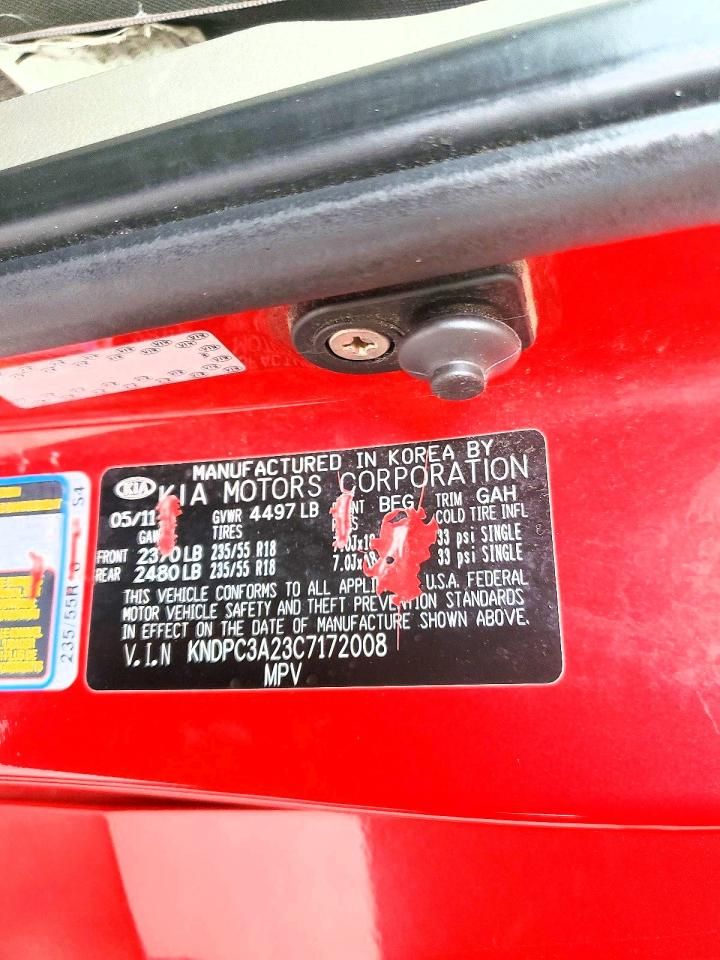 MANUFACTURED IN KOREA BY
KIA KIA MOTORS CORPORATION
05/11 GVWR 4497 LB BFG TRIM GAH
TIRES COLD TIRE INFL
FRONT LB 235/55 R18 33 psi SINGLE
REAR 2480 LB 235/55 R18 7.0J 33 psi SINGLE
THIS VEHICLE CONFORMS TO ALL U.S.A. FEDERAL
MOTOR VEHICLE SAFETY AND THEFT PREVENTION STANDARDS
IN EFFECT ON THE DATE OF MANUFACTURE SHOWN ABOVE.
V.I.N KNDPC3A23C7172008
MPV
235/55R